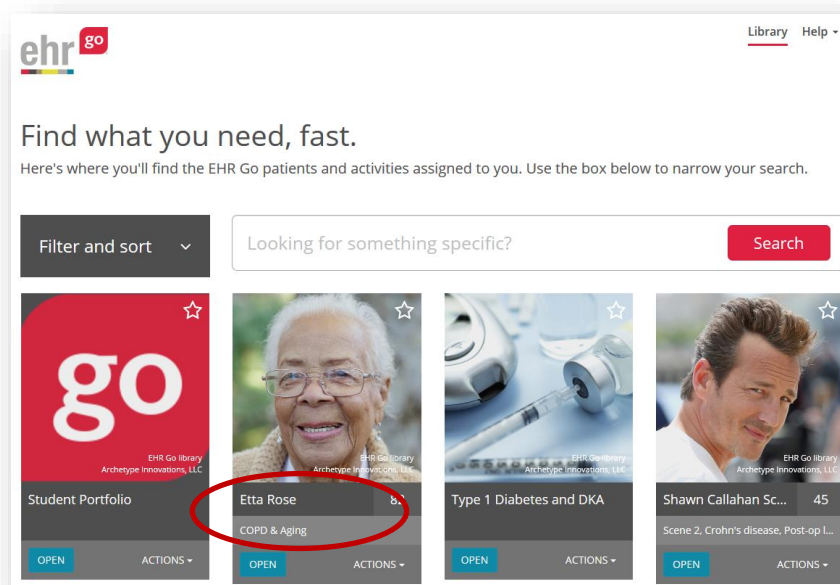 ehr go
Library Help
Find what you need, fast.
Here's where you'll find the EHR Go patients and activities assigned to you. Use the box below to narrow your search.
Filter and sort
Looking for something specific?
Search
go
EHR Go library
Archetype Innovations, LLC
EHR Go library
Archetype Innovations, LLC
EHR Go library
Archetype Innovations, LLC
EHR Go library
Archetype Innovations, LLC
Student Portfolio
Etta Rose 82
COPD & Aging
Type 1 Diabetes and DKA
Shawn Callahan Sc... 45
Scene 2, Crohn's disease, Post-op I...
OPEN ACTIONS
OPEN ACTIONS
OPEN ACTIONS
OPEN ACTIONS